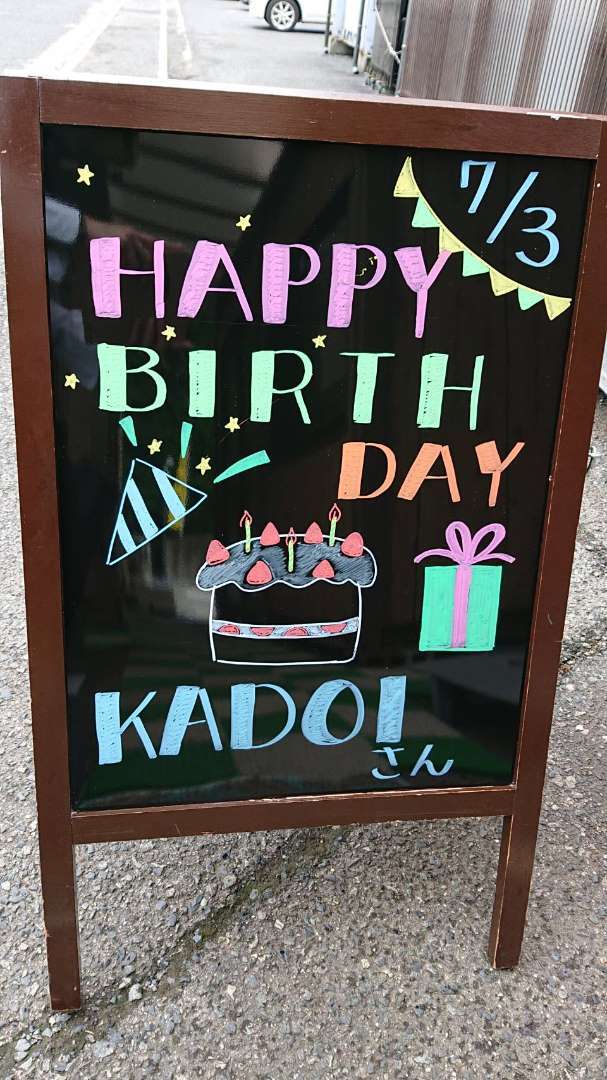 7/3
HAPPY
BIRTH
DAY
KADOI
さん